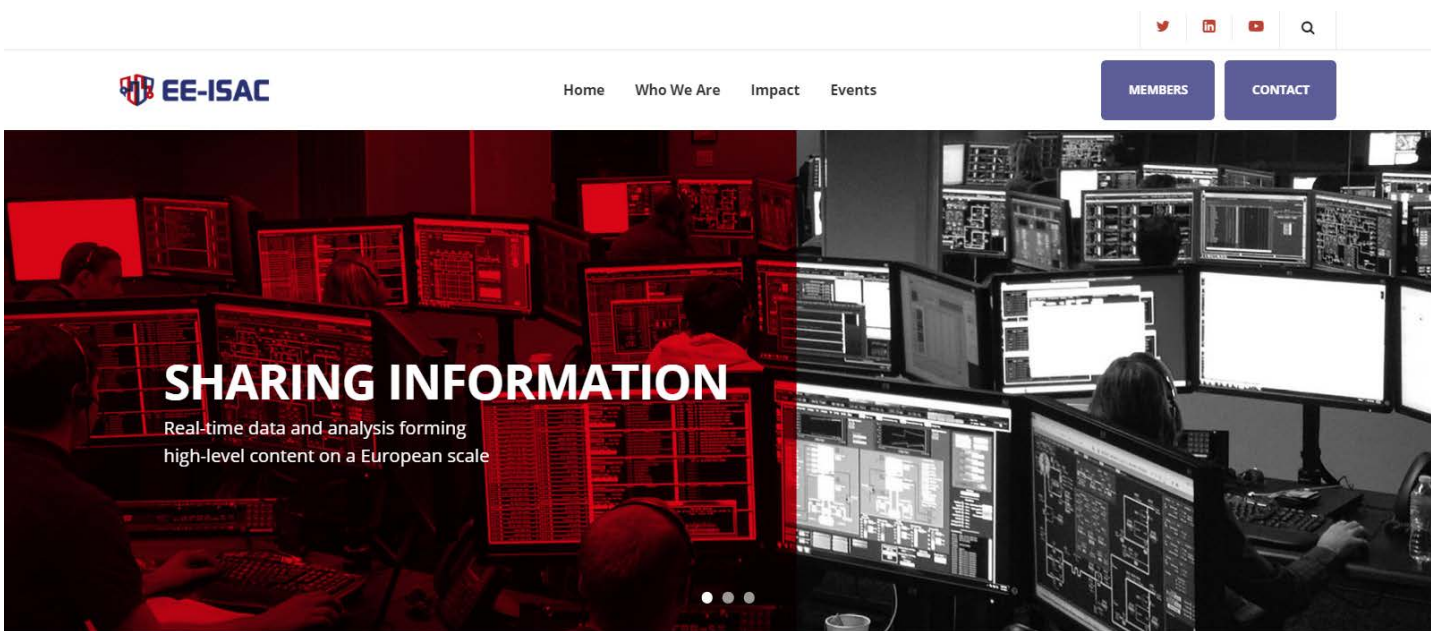 EE-ISAC
Home Who We Are Impact Events
MEMBERS CONTACT
SHARING INFORMATION
Real-time data and analysis forming
high-level content on a European scale